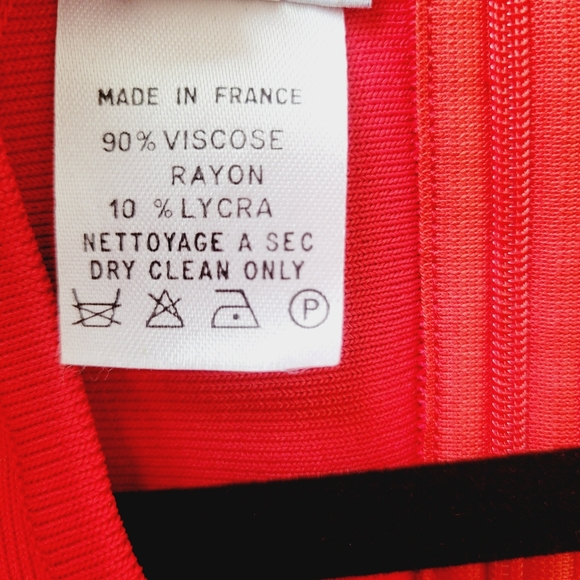 MADE IN FRANCE
90% VISCOSE
RAYON
10 % LYCRA
NETTOYAGE A SEC
DRY CLEAN ONLY
P